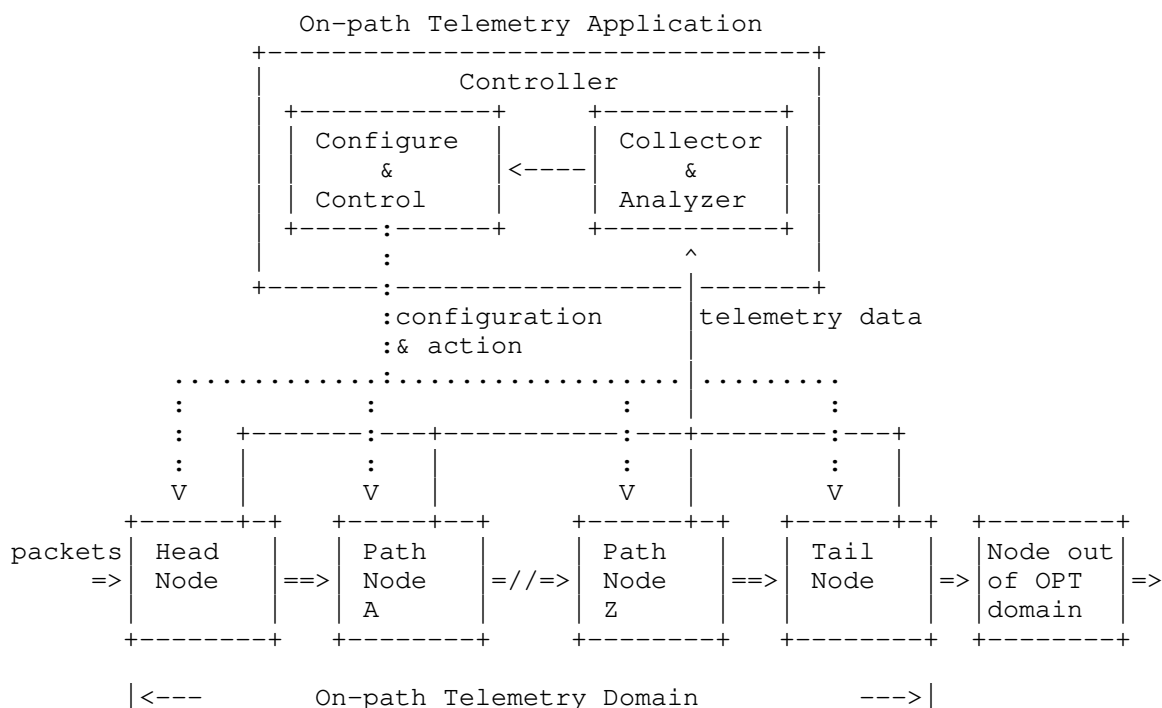 On-path Telemetry Application
Controller
Configure Collector
& <---- &
Control Analyzer
:configuration telemetry data
:& action
V V V V
packets Head Path Path Tail Node out
=> Node ==> Node =//=> Node ==> Node => of OPT =>
A Z domain
|<--- On-path Telemetry Domain --->|